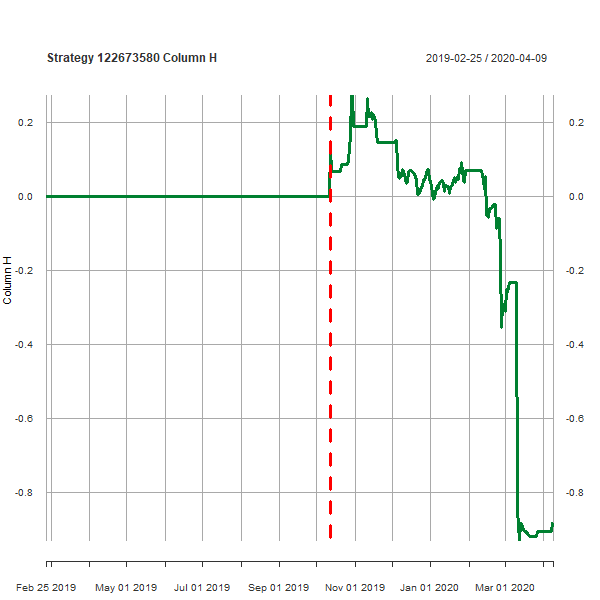 Strategy 122673580 Column H
2019-02-25 / 2020-04-09
0.2 0.2
0.0 0.0
-0.2 -0.2
Column H
-0.4 -0.4
-0.6 -0.6
-0.8 -0.8
Feb 25 2019 May 01 2019 Jul 01 2019 Sep 01 2019 Nov 01 2019 Jan 01 2020 Mar 01 2020